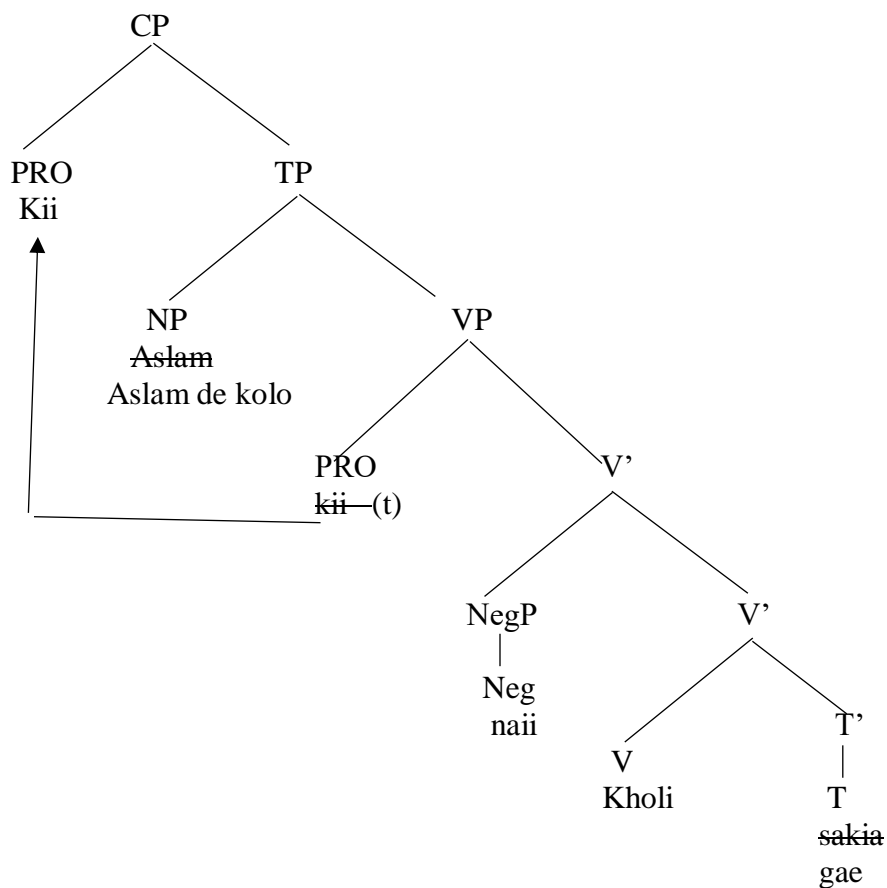 CP
PRO TP
Kii
NP VP
Aslam
Aslam de kolo
PRO V’
kii (t)
NegP V’
Neg T’
naii
V T
Kholi
sakia
gae